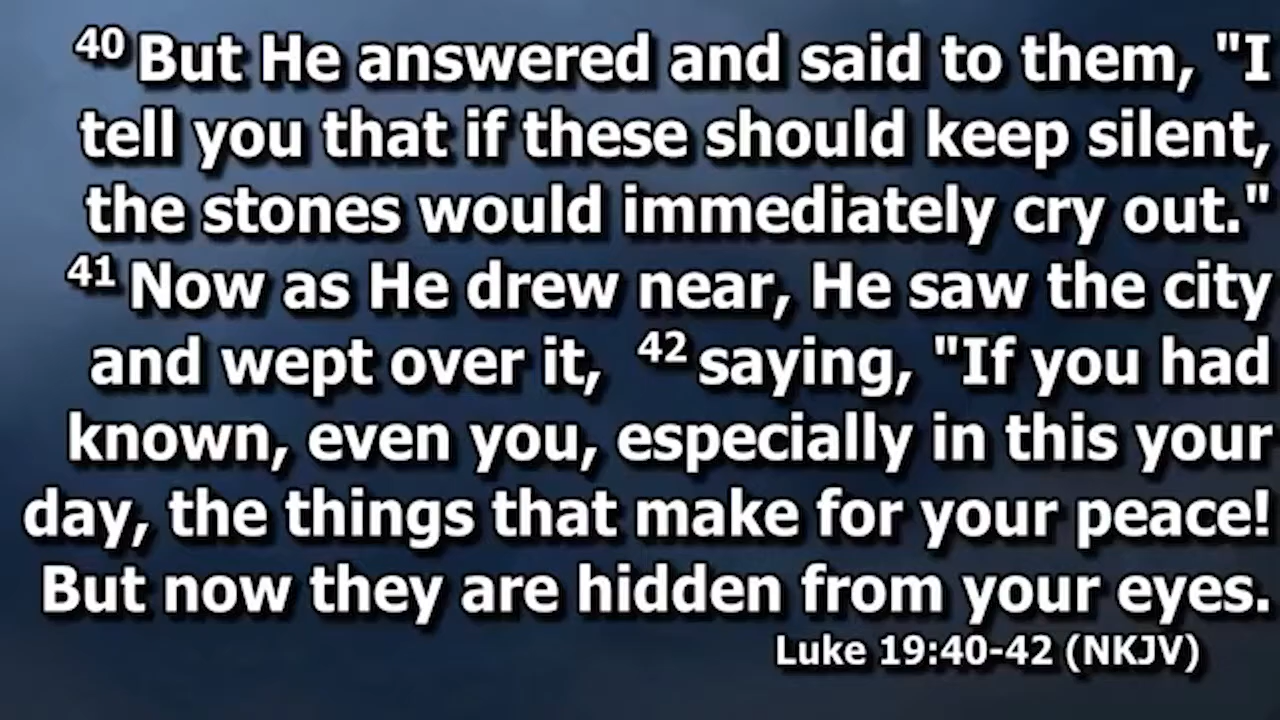 40 But He answered and said to them, "I
tell you that if these should keep silent,
the stones would immediately cry out."
41 Now as He drew near, He saw the city
and wept over it, 42 saying, "If you had
known, even you, especially in this your
day, the things that make for your peace!
But now they are hidden from your eyes.
Luke 19:40-42 (NKJV)